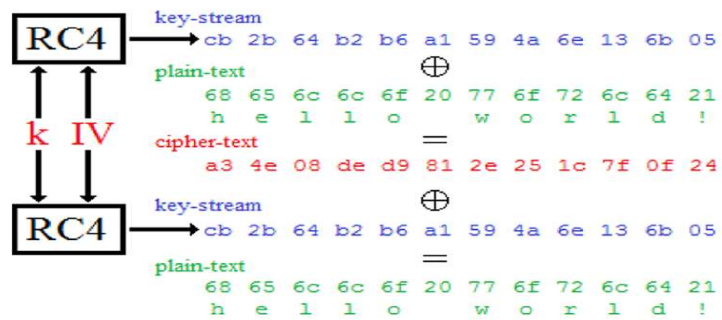 key-stream
RC4 cb 2b 64 b2 b6 a1 59 4a 6e 13 6b 05
⊕
plain-text
68 65 6c 6c 6f 20 77 6f 72 6c 64 21
h e l l o w o r l d !
k IV
cipher-text =
a3 4e 08 de d9 81 2e 25 1c 7f 0f 24
key-stream ⊕
RC4 cb 2b 64 b2 b6 a1 59 4a 6e 13 6b 05
=
plain-text
68 65 6c 6c 6f 20 77 6f 72 6c 64 21
h e l l o w o r l d !